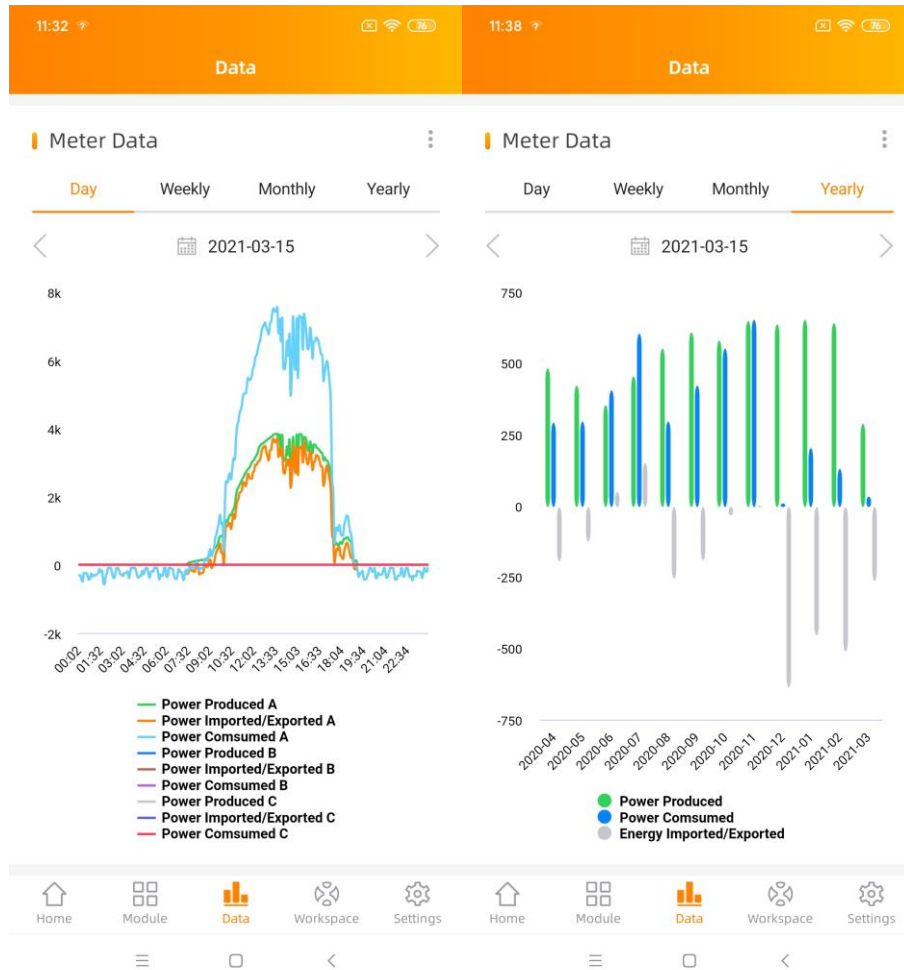 11:32
76
Data
Meter Data
Day Weekly Monthly Yearly
2021-03-15
8k
6k
4k
2k
0
-2k
00:02 01:32 03:02 04:32 06:02 07:32 09:02 10:32 12:02 13:33 15:03 16:33 18:04 19:34 21:04 22:34
Power Produced A
Power Imported/Exported A
Power Comsumed A
Power Produced B
Power Imported/Exported B
Power Comsumed B
Power Produced C
Power Imported/Exported C
Power Comsumed C
Home Module Data Workspace Settings
11:38
76
Data
Meter Data
Day Weekly Monthly Yearly
2021-03-15
750
500
250
0
-250
-500
-750
2020-04 2020-05 2020-06 2020-07 2020-08 2020-09 2020-10 2020-11 2020-12 2021-01 2021-02 2021-03
Power Produced
Power Comsumed
Energy Imported/Exported
Home Module Data Workspace Settings